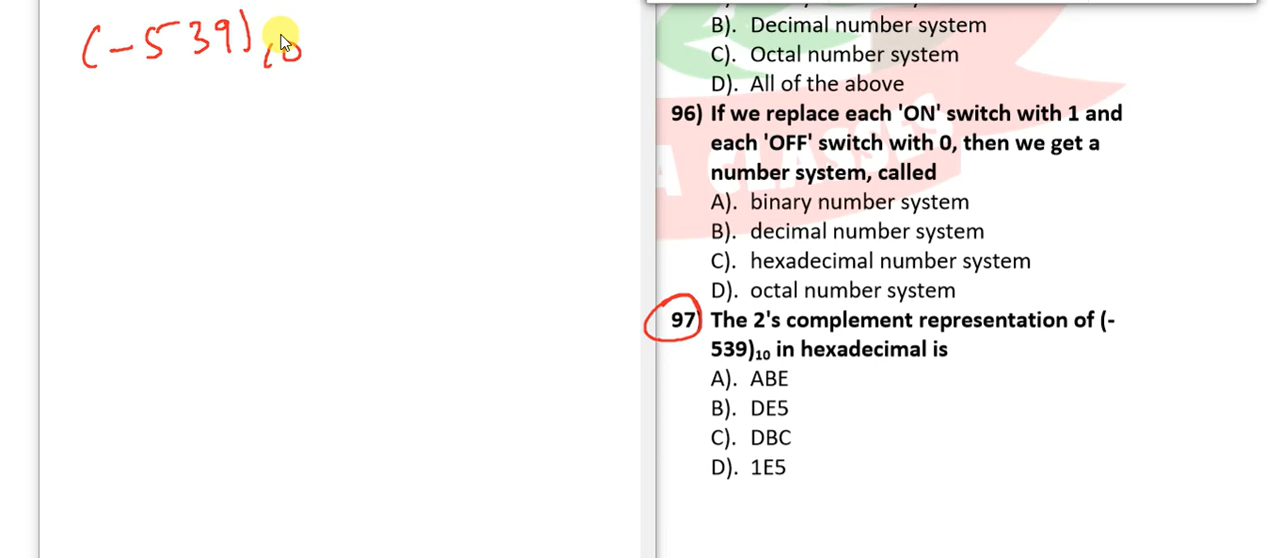 (-539)10
B). Decimal number system
C). Octal number system
D). All of the above
96) If we replace each 'ON' switch with 1 and
each 'OFF' switch with 0, then we get a
number system, called
A). binary number system
B). decimal number system
C). hexadecimal number system
D). octal number system
97) The 2's complement representation of (-
539)₁₀ in hexadecimal is
A). ABE
B). DE5
C). DBC
D). 1E5
A CLASSES